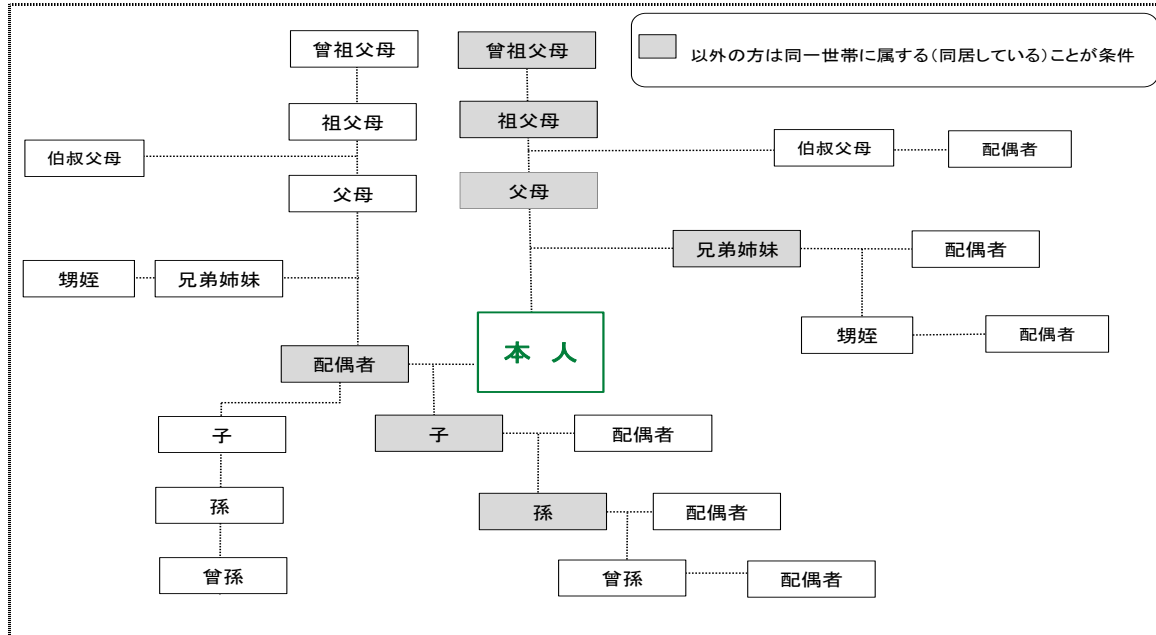 曾祖父母
曾祖父母
以外の方は同一世帯に属する(同居している)ことが条件
祖父母
祖父母
伯叔父母
伯叔父母
配偶者
父母
父母
兄弟姉妹
配偶者
甥姪
兄弟姉妹
本 人
甥姪
配偶者
配偶者
子
子
配偶者
孫
孫
配偶者
曾孫
曾孫
配偶者